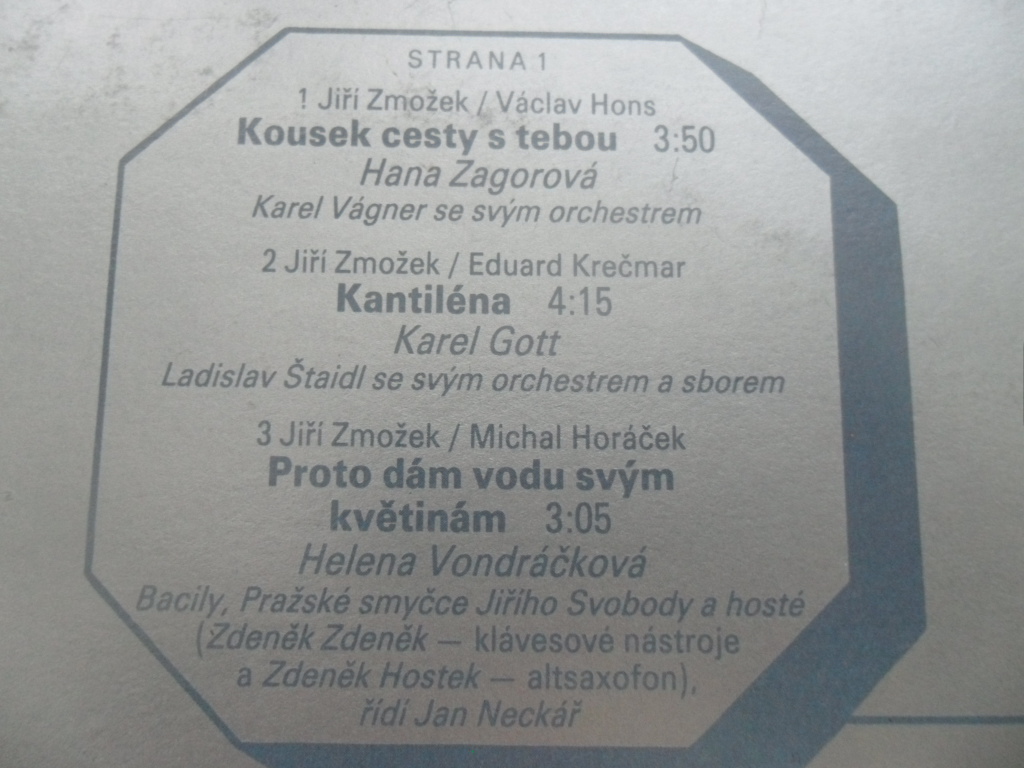 STRANA 1
1 Jiří Zmožek / Václav Hons
Kousek cesty s tebou 3:50
Hana Zagorová
Karel Vágner se svým orchestrem
2 Jiří Zmožek / Eduard Krečmar
Kantiléna 4:15
Karel Gott
Ladislav Štaidl se svým orchestrem a sborem
3 Jiří Zmožek / Michal Horáček
Proto dám vodu svým
květinám 3:05
Helena Vondráčková
Bacily, Pražské smyčce Jiřího Svobody a hosté
(Zdeněk Zdeněk – klávesové nástroje
a Zdeněk Hostek – altsaxofon),
řídí Jan Neckář